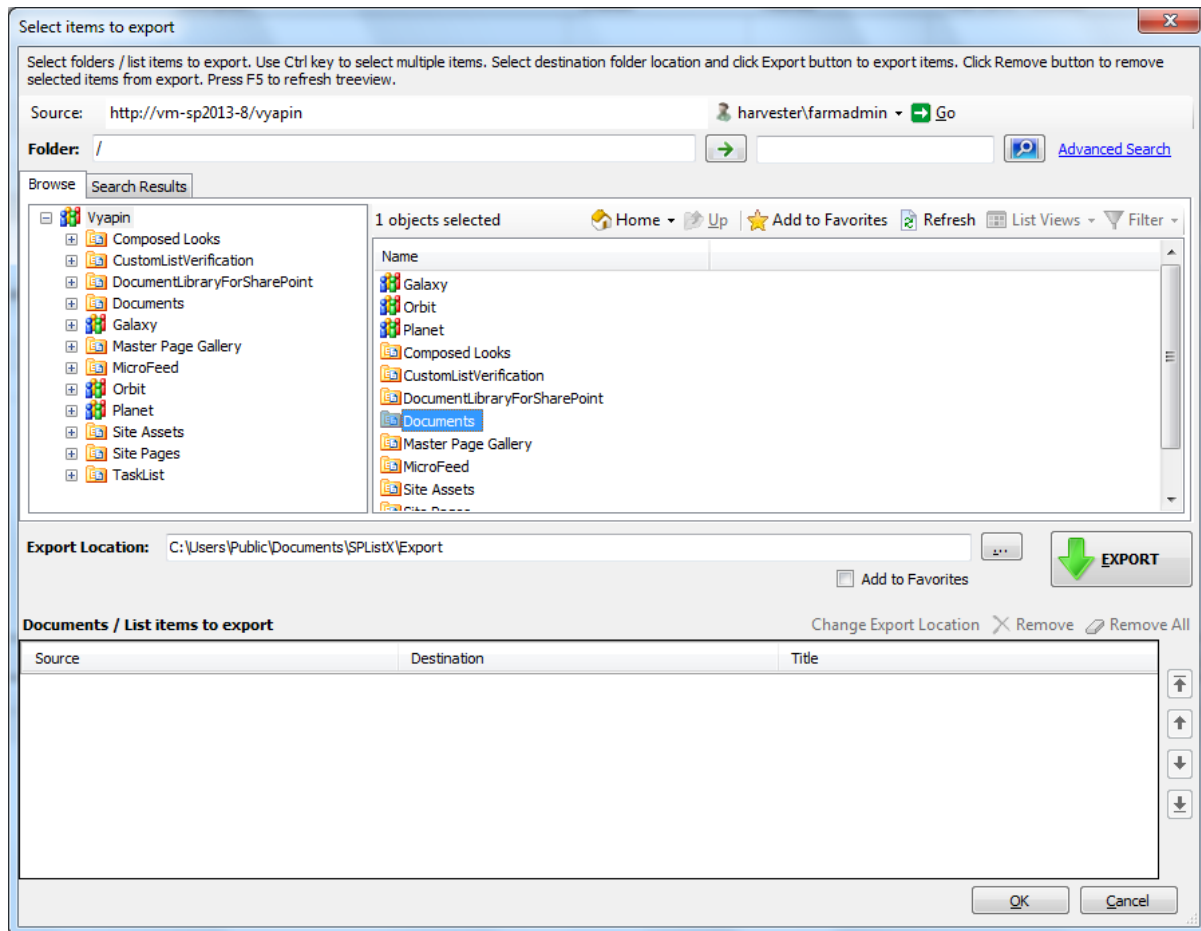 Select items to export
Select folders / list items to export. Use Ctrl key to select multiple items. Select destination folder location and click Export button to export items. Click Remove button to remove
selected items from export. Press F5 to refresh treeview.
Source: http://vm-sp2013-8/vyapin harvester\farmadmin Go
Folder: / Advanced Search
Browse Search Results
Vyapin
Composed Looks
CustomListVerification
DocumentLibraryForSharePoint
Documents
Galaxy
Master Page Gallery
MicroFeed
Orbit
Planet
Site Assets
Site Pages
TaskList
1 objects selected Home Up Add to Favorites Refresh List Views Filter
Name
Galaxy
Orbit
Planet
Composed Looks
CustomListVerification
DocumentLibraryForSharePoint
Documents
Master Page Gallery
MicroFeed
Site Assets
Site Pages
Export Location: C:\Users\Public\Documents\SPListX\Export ... EXPORT
Add to Favorites
Documents / List items to export Change Export Location Remove Remove All
Source Destination Title
OK Cancel